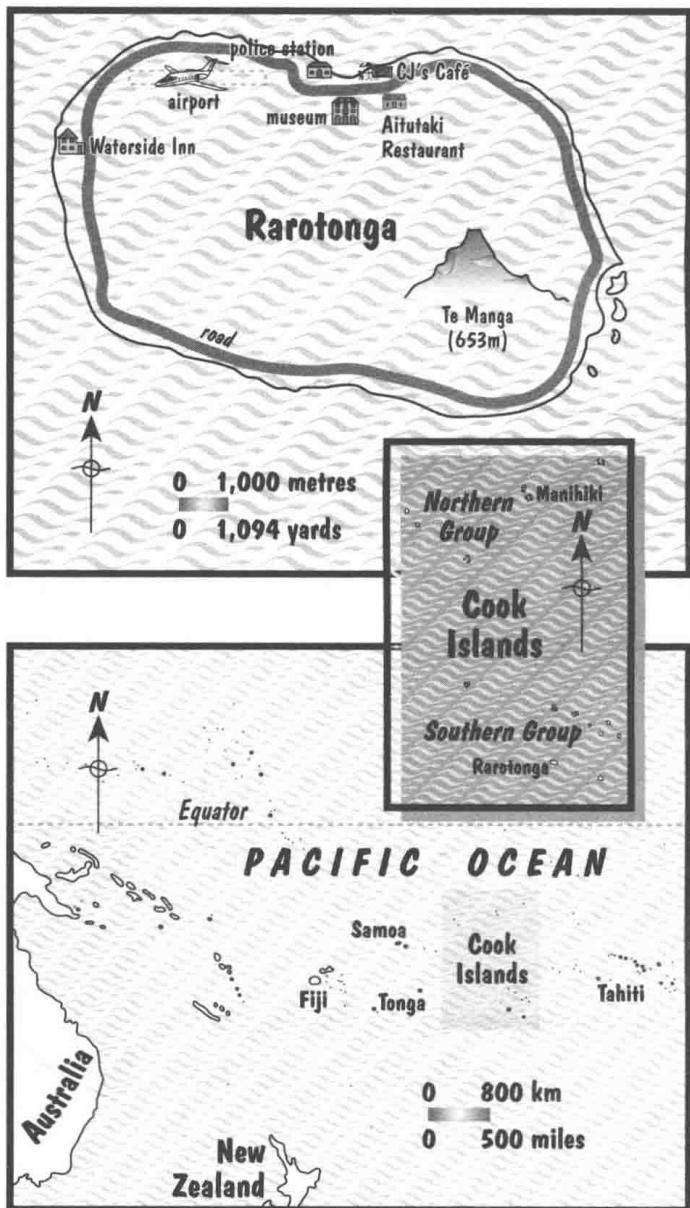 police station
CJ's Café
airport
museum
Aitutaki
Restaurant
Waterside Inn
Rarotonga
Te Manga
(653m)
road
N
0 1,000 metres
0 1,094 yards
Northern
Group
Manihiki
N
Cook
Islands
Southern Group
Rarotonga
N
Equator
PACIFIC OCEAN
Samoa
Cook
Islands
Fiji
Tonga
Tahiti
Australia
0 800 km
0 500 miles
New
Zealand